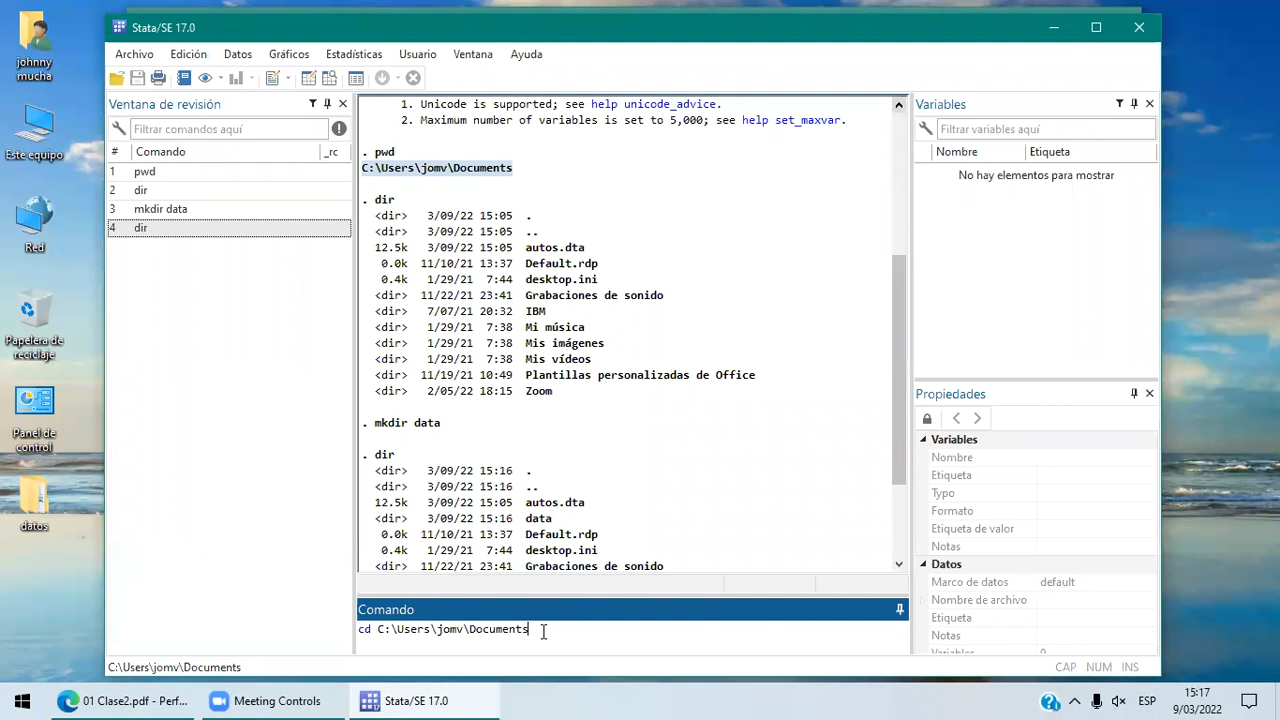 Stata/SE 17.0
Archivo Edición Datos Gráficos Estadísticas Usuario Ventana Ayuda
Ventana de revisión
Filtrar comandos aquí
# Comando _rc
1 pwd
2 dir
3 mkdir data
4 dir
1. Unicode is supported; see help unicode_advice.
2. Maximum number of variables is set to 5,000; see help set_maxvar.
. pwd
C:\Users\jomv\Documents
. dir
<dir> 3/09/22 15:05 .
<dir> 3/09/22 15:05 ..
12.5k 3/09/22 15:05 autos.dta
0.0k 11/10/21 13:37 Default.rdp
0.4k 1/29/21 7:44 desktop.ini
<dir> 11/22/21 23:41 Grabaciones de sonido
<dir> 7/07/21 20:32 IBM
<dir> 1/29/21 7:38 Mi música
<dir> 1/29/21 7:38 Mis imágenes
<dir> 1/29/21 7:38 Mis vídeos
<dir> 11/19/21 10:49 Plantillas personalizadas de Office
<dir> 2/05/22 18:15 Zoom
. mkdir data
. dir
<dir> 3/09/22 15:16 .
<dir> 3/09/22 15:16 ..
12.5k 3/09/22 15:05 autos.dta
<dir> 3/09/22 15:16 data
0.0k 11/10/21 13:37 Default.rdp
0.4k 1/29/21 7:44 desktop.ini
<dir> 11/22/21 23:41 Grabaciones de sonido
Comando
cd C:\Users\jomv\Documents
Variables
Filtrar variables aquí
Nombre Etiqueta
No hay elementos para mostrar
Propiedades
Variables
Nombre
Etiqueta
Typo
Formato
Etiqueta de valor
Notas
Datos
Marco de datos default
Nombre de archivo
Etiqueta
Notas
Variables 0
C:\Users\jomv\Documents
CAP NUM INS
johnny
mucha
Este equipo
Red
Papelera de
reciclaje
Panel de
control
datos
01 Clase2.pdf - Perf...
Meeting Controls
Stata/SE 17.0
ESP
15:17
9/03/2022